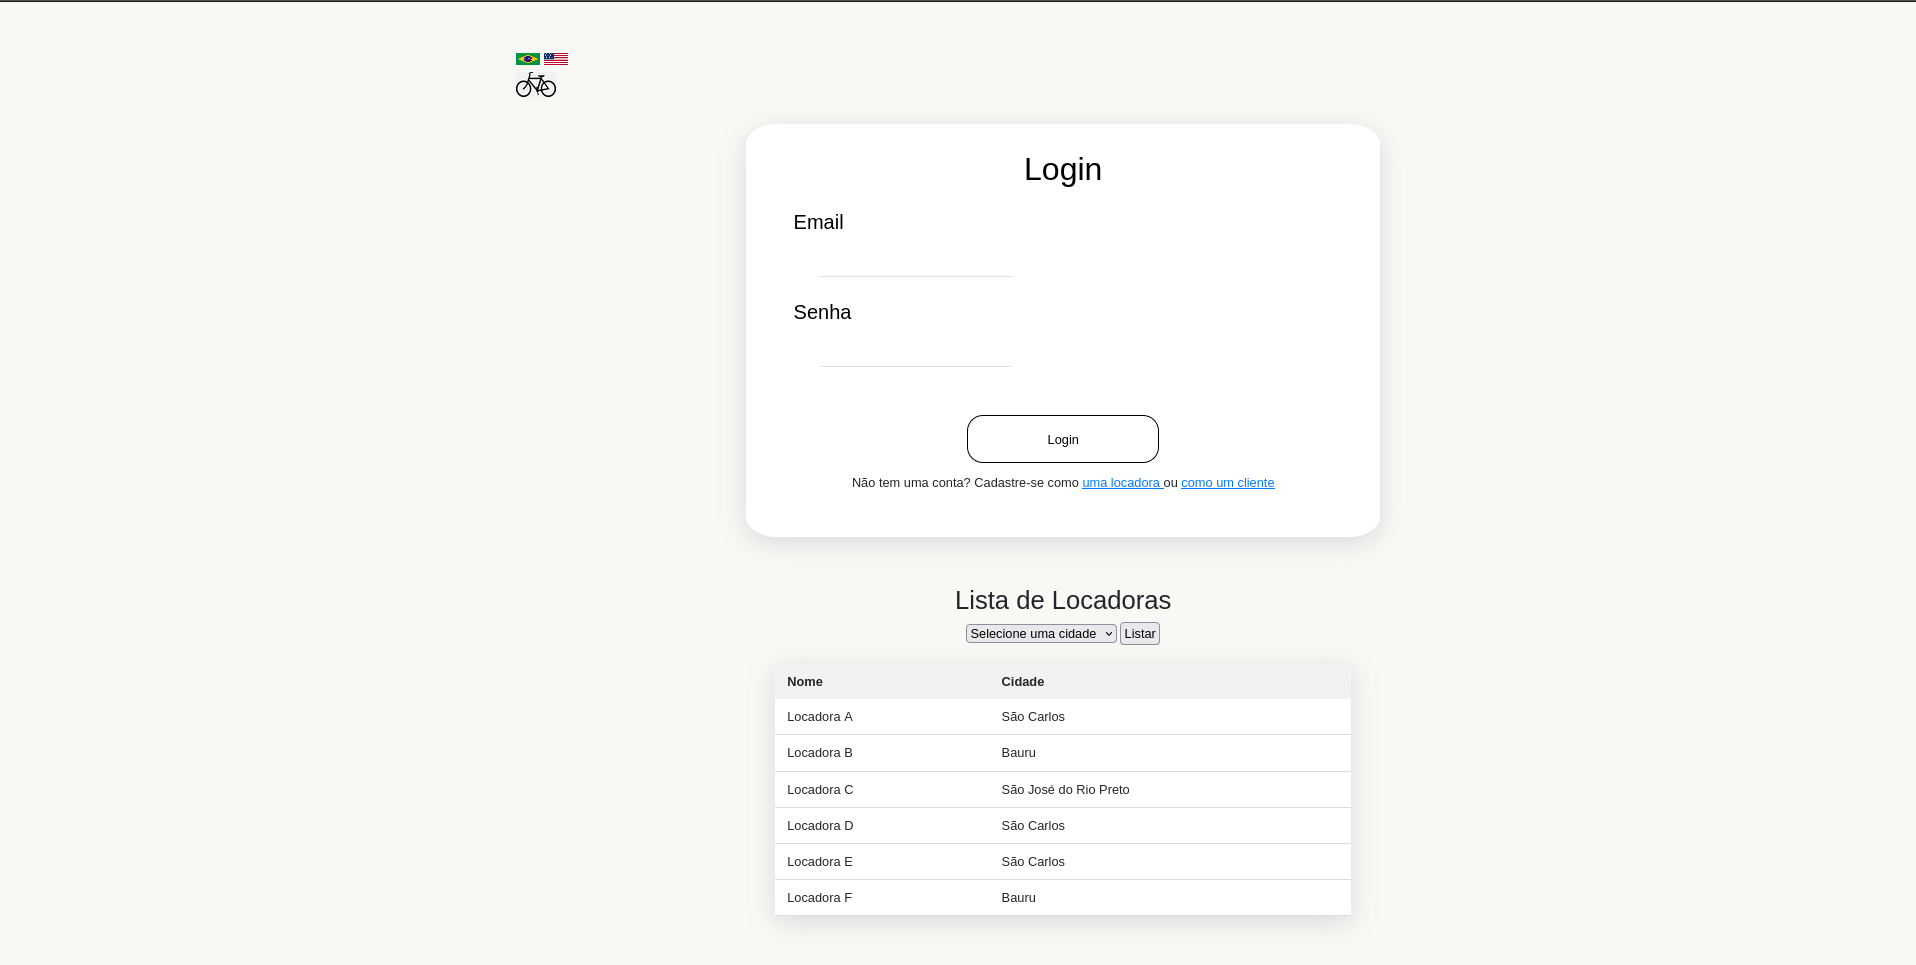 Login
Email
Senha
Login
Não tem uma conta? Cadastre-se como uma locadora ou como um cliente
Lista de Locadoras
Selecione uma cidade Listar
Nome Cidade
Locadora A São Carlos
Locadora B Bauru
Locadora C São José do Rio Preto
Locadora D São Carlos
Locadora E São Carlos
Locadora F Bauru